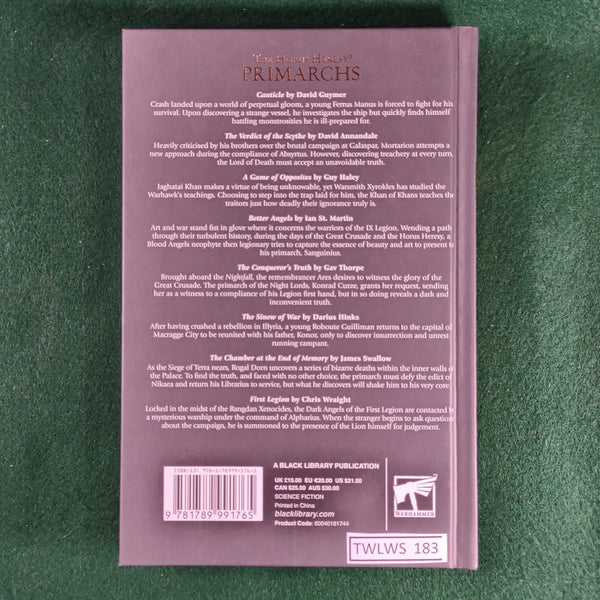 THE HORUS HERESY®
PRIMARCHS
Canticle by David Guymer
Crash landed upon a world of perpetual gloom, a young Ferrus Manus is forced to fight for his
survival. Upon discovering a strange vessel, he investigates the ship but quickly finds himself
battling monstrosities he is ill-prepared for.
The Verdict of the Scythe by David Annandale
Heavily criticised by his brothers over the brutal campaign at Galaspar, Mortarion attempts a
new approach during the compliance of Absyrtus. However, discovering treachery at every turn,
the Lord of Death must accept an unavoidable truth.
A Game of Opposites by Guy Haley
Jaghatai Khan makes a virtue of being unknowable, yet Warsmith Xyrokles has studied the
Warhawk's teachings. Choosing to step into the trap laid for him, the Khan of Khans teaches the
traitors just how deadly their ignorance truly is.
Better Angels by Ian St. Martin
Art and war stand fist in glove where it concerns the warriors of the IX Legion. Wending a path
through their turbulent history, during the days of the Great Crusade and the Horus Heresy, a
Blood Angels neophyte then legionary tries to capture the essence of beauty and art to present to
his primarch, Sanguinius.
The Conqueror's Truth by Gav Thorpe
Brought aboard the Nightfall, the remembrancer Ares desires to witness the glory of the
Great Crusade. The primarch of the Night Lords, Konrad Curze, grants her request, sending
her as a witness to a compliance of his Legion first hand, but in so doing reveals a dark and
inconvenient truth.
The Sinew of War by Darius Hinks
After having crushed a rebellion in Illyria, a young Roboute Guilliman returns to the capital of
Macragge City to be reunited with his father, Konor, only to discover insurrection and unrest
running rampant.
The Chamber at the End of Memory by James Swallow
As the Siege of Terra nears, Rogal Dorn uncovers a series of bizarre deaths within the inner walls of
the Palace. To find the truth, and faced with no other choice, the primarch must defy the edict of
Nikaea and return his Librarius to service, but what he discovers will shake him to his very core.
First Legion by Chris Wraight
Locked in the midst of the Rangdan Xenocides, the Dark Angels of the First Legion are contacted by
a mysterious warship under the command of Alpharius. When the stranger begins to ask questions
about the campaign, he is summoned to the presence of the Lion himself for judgement.
ISBN-13: 978-1-78999-176-5
9 781789 991765
A BLACK LIBRARY PUBLICATION
UK £15.00 EU €20.00 US $21.00
CAN $25.00 AUS $30.00
SCIENCE FICTION
Printed in China
blacklibrary.com
Product Code: 60040181744
WARHAMMER
TWLWS 183